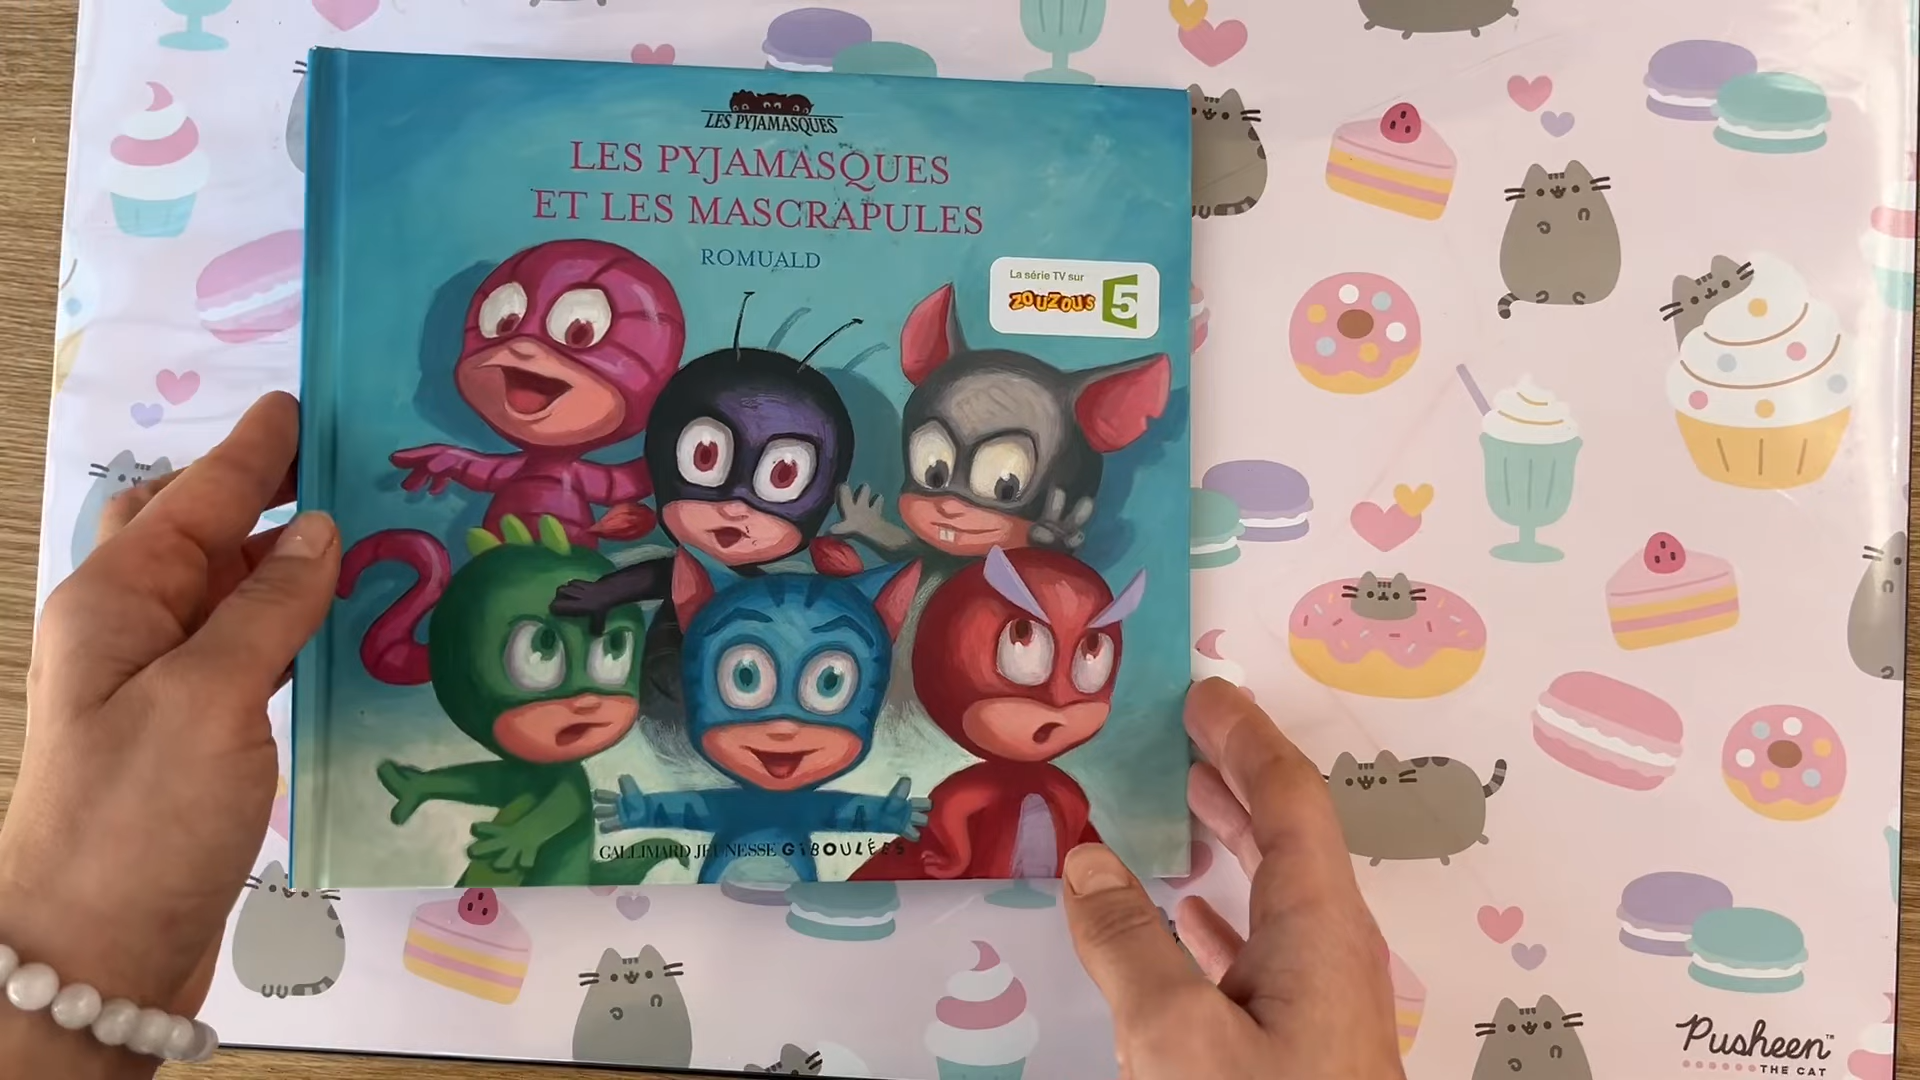 LES PYJAMASQUES
LES PYJAMASQUES
ET LES MASCRAPULES
ROMUALD
La série TV sur
ZOUZOUS 5
GALLIMARD JEUNESSE GiBOULÉES
Pusheen™
THE CAT